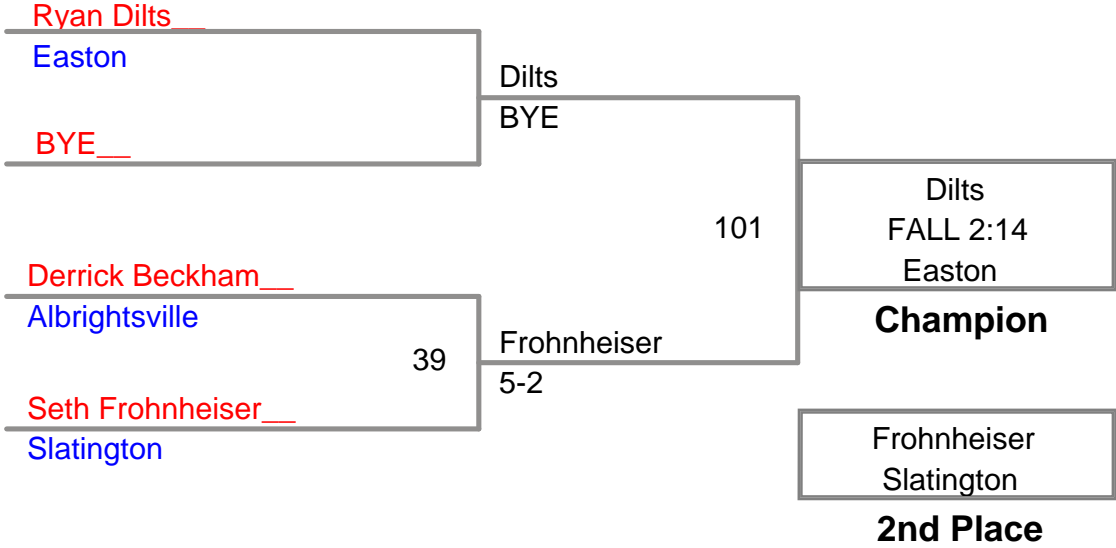 Ryan Dilts__
Easton
Dilts
BYE
BYE__
Dilts
FALL 2:14
Easton
101
Champion
Derrick Beckham__
Albrightsville
39
Frohnheiser
5-2
Seth Frohnheiser__
Slatington
Frohnheiser
Slatington
2nd Place